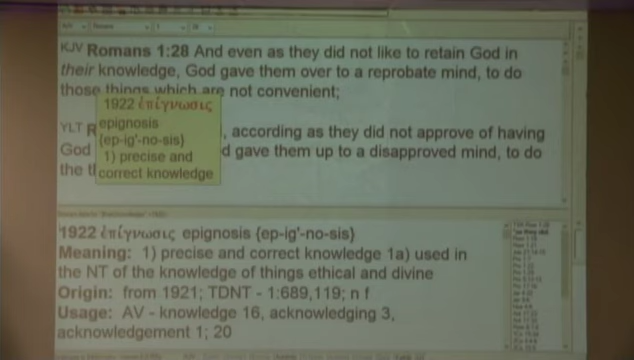 KJV Romans 1:28 And even as they did not like to retain God in
their knowledge, God gave them over to a reprobate mind, to do
those things which are not convenient;
1922 ἐπίγνωσις
epignosis
{ep-ig'-no-sis}
1) precise and
correct knowledge
YLT R , according as they did not approve of having
God d gave them up to a disapproved mind, to do
the t
1922 ἐπίγνωσις epignosis {ep-ig'-no-sis}
Meaning: 1) precise and correct knowledge 1a) used in
the NT of the knowledge of things ethical and divine
Origin: from 1921; TDNT - 1:689,119; n f
Usage: AV - knowledge 16, acknowledging 3,
acknowledgement 1; 20